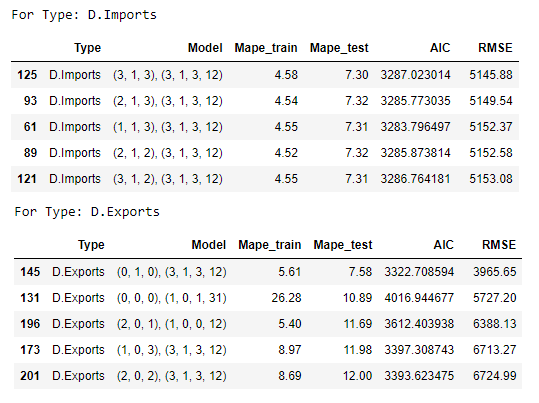 For Type: D.Imports
Type Model Mape_train Mape_test AIC RMSE
125 D.Imports (3, 1, 3), (3, 1, 3, 12) 4.58 7.30 3287.023014 5145.88
93 D.Imports (2, 1, 3), (3, 1, 3, 12) 4.54 7.32 3285.773035 5149.54
61 D.Imports (1, 1, 3), (3, 1, 3, 12) 4.55 7.31 3283.796497 5152.37
89 D.Imports (2, 1, 2), (3, 1, 3, 12) 4.52 7.32 3285.873814 5152.58
121 D.Imports (3, 1, 2), (3, 1, 3, 12) 4.55 7.31 3286.764181 5153.08
For Type: D.Exports
Type Model Mape_train Mape_test AIC RMSE
145 D.Exports (0, 1, 0), (3, 1, 3, 12) 5.61 7.58 3322.708594 3965.65
131 D.Exports (0, 0, 0), (1, 0, 1, 31) 26.28 10.89 4016.944677 5727.20
196 D.Exports (2, 0, 1), (1, 0, 0, 12) 5.40 11.69 3612.403938 6388.13
173 D.Exports (1, 0, 3), (3, 1, 3, 12) 8.97 11.98 3397.308743 6713.27
201 D.Exports (2, 0, 2), (3, 1, 3, 12) 8.69 12.00 3393.623475 6724.99